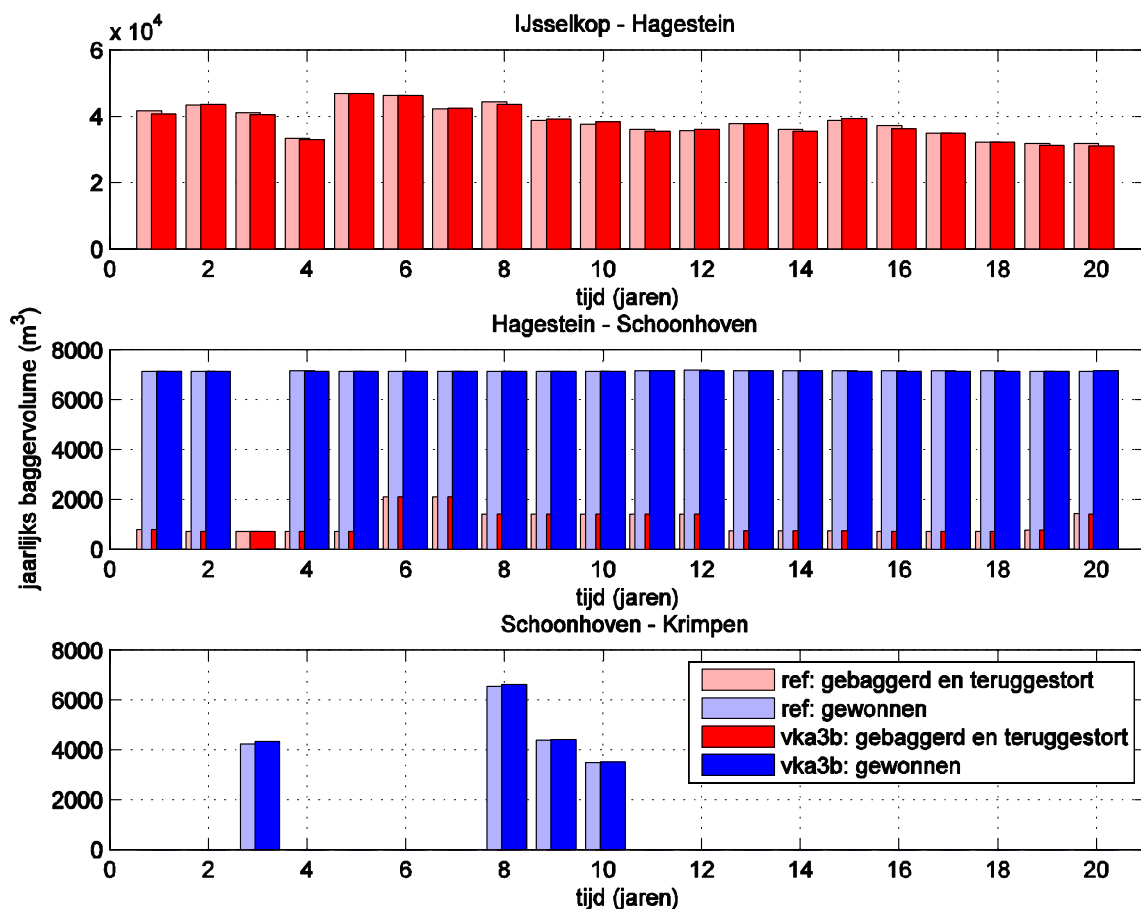 IJsselkop - Hagestein
x 10⁴
6
4
2
0
0 2 4 6 8 10 12 14 16 18 20
tijd (jaren)
jaarlijks baggervolume (m³)
Hagestein - Schoonhoven
8000
6000
4000
2000
0
0 2 4 6 8 10 12 14 16 18 20
tijd (jaren)
Schoonhoven - Krimpen
8000
6000
4000
2000
0
ref: gebaggerd en teruggestort
ref: gewonnen
vka3b: gebaggerd en teruggestort
vka3b: gewonnen
0 2 4 6 8 10 12 14 16 18 20
tijd (jaren)